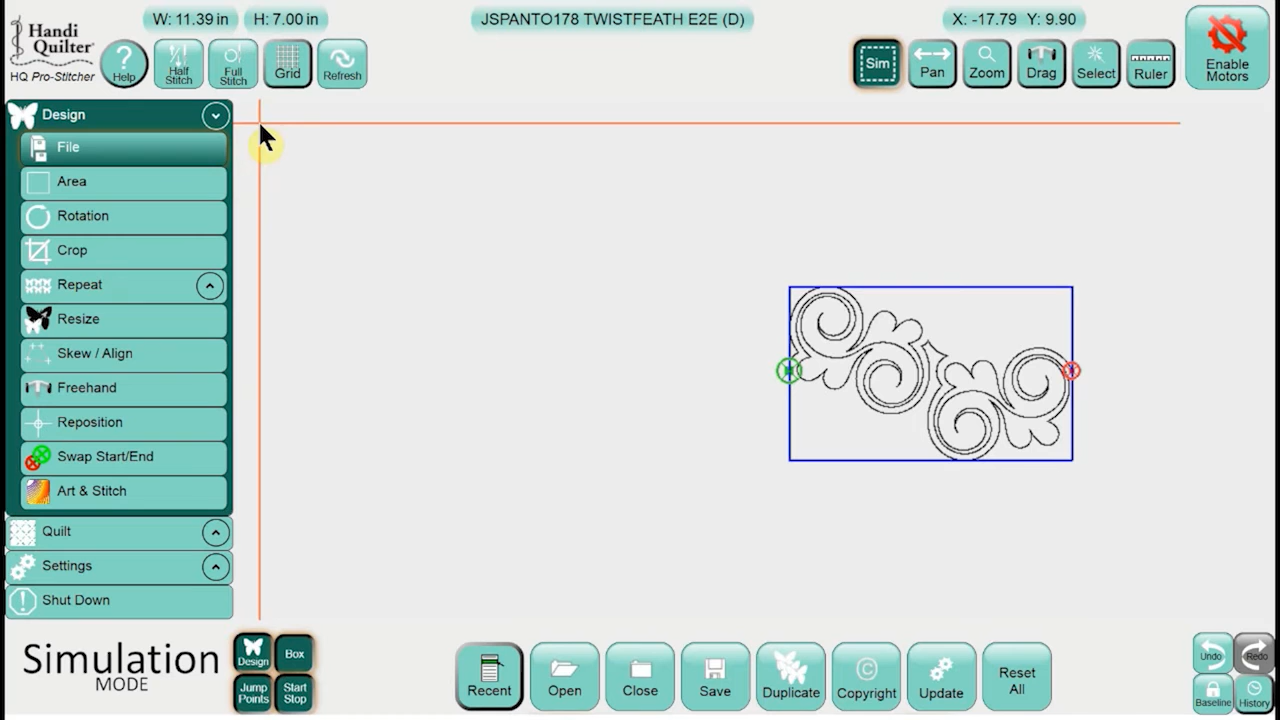 W: 11.39 in
H: 7.00 in
JSPANTO178 TWISTFEATH E2E (D)
X: -17.79 Y: 9.90
Handi
Quilter
HQ Pro-Stitcher
?
Help
Half
Stitch
Full
Stitch
Grid
Refresh
Sim
Pan
Zoom
Drag
Select
Ruler
Enable
Motors
Design
File
Area
Rotation
Crop
Repeat
Resize
Skew / Align
Freehand
Reposition
Swap Start/End
Art & Stitch
Quilt
Settings
Shut Down
Simulation
MODE
Design
Box
Jump
Points
Start
Stop
Recent
Open
Close
Save
Duplicate
©
Copyright
Update
Reset
All
Undo
Redo
Baseline
History